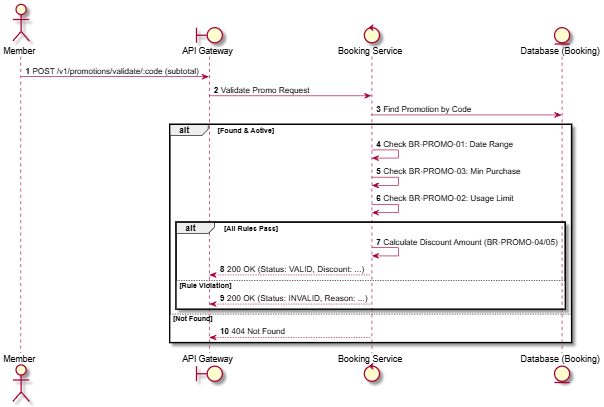 Member API Gateway Booking Service Database (Booking)
1 POST /v1/promotions/validate/:code (subtotal)
2 Validate Promo Request
3 Find Promotion by Code
alt [Found & Active]
4 Check BR-PROMO-01: Date Range
5 Check BR-PROMO-03: Min Purchase
6 Check BR-PROMO-02: Usage Limit
alt [All Rules Pass]
7 Calculate Discount Amount (BR-PROMO-04/05)
8 200 OK (Status: VALID, Discount: ...)
[Rule Violation]
9 200 OK (Status: INVALID, Reason: ...)
[Not Found]
10 404 Not Found
Member API Gateway Booking Service Database (Booking)